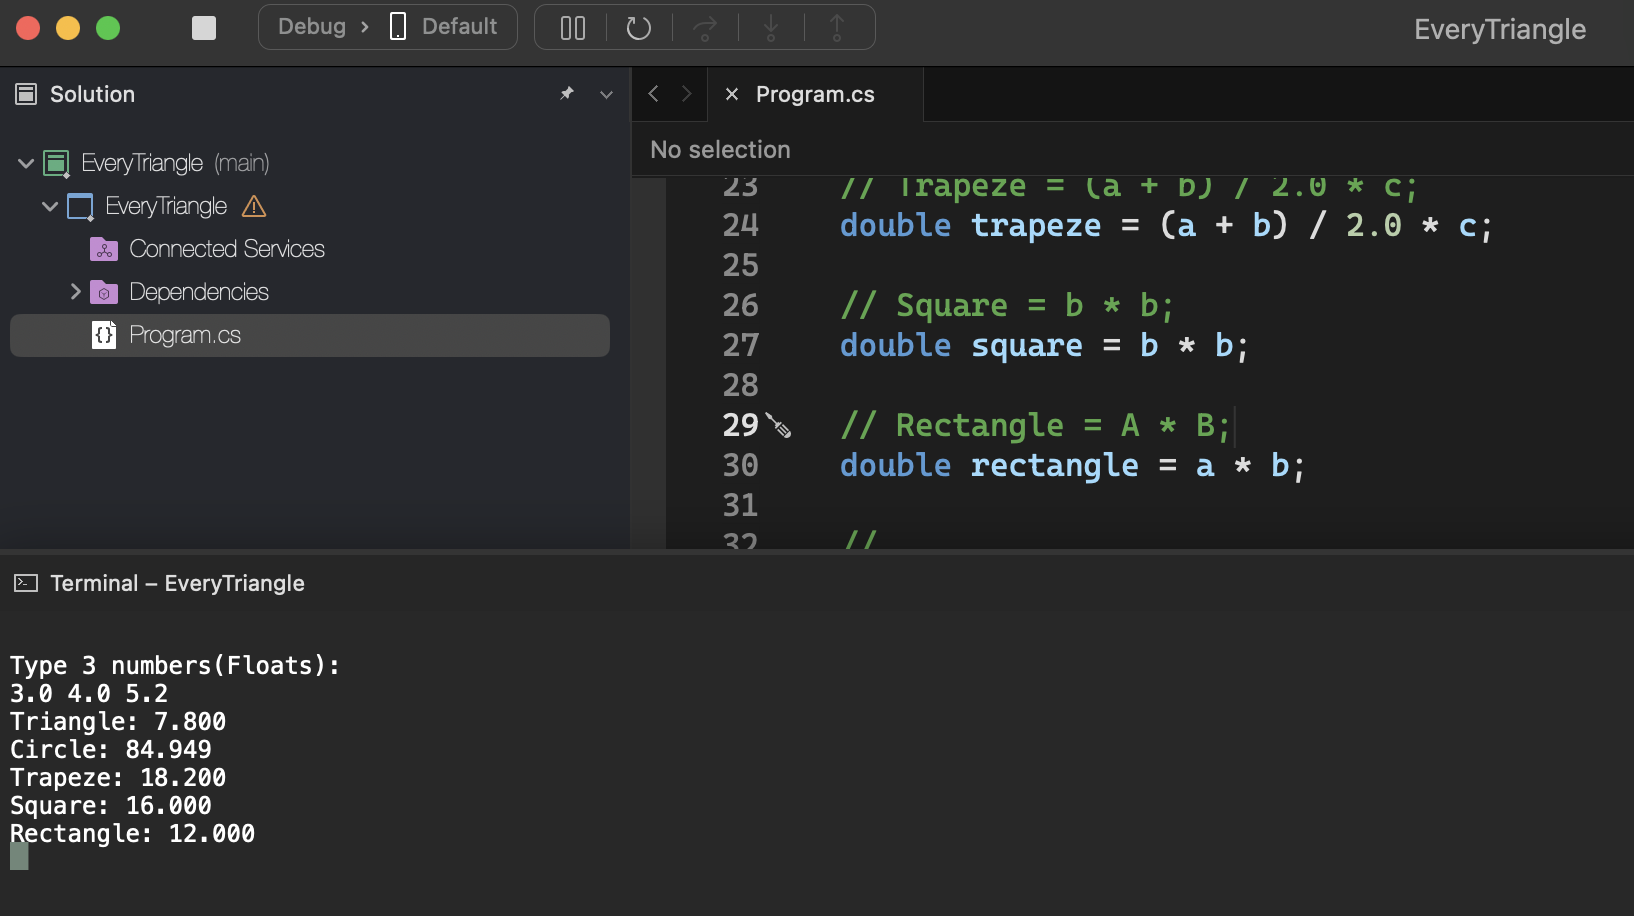 Debug > Default
EveryTriangle
Solution
Program.cs
No selection
EveryTriangle (main)
EveryTriangle
Connected Services
Dependencies
Program.cs
23 // Trapeze = (a + b) / 2.0 * c;
24 double trapeze = (a + b) / 2.0 * c;
25
26 // Square = b * b;
27 double square = b * b;
28
29 // Rectangle = A * B;
30 double rectangle = a * b;
31
32 //
Terminal – EveryTriangle
Type 3 numbers(Floats):
3.0 4.0 5.2
Triangle: 7.800
Circle: 84.949
Trapeze: 18.200
Square: 16.000
Rectangle: 12.000